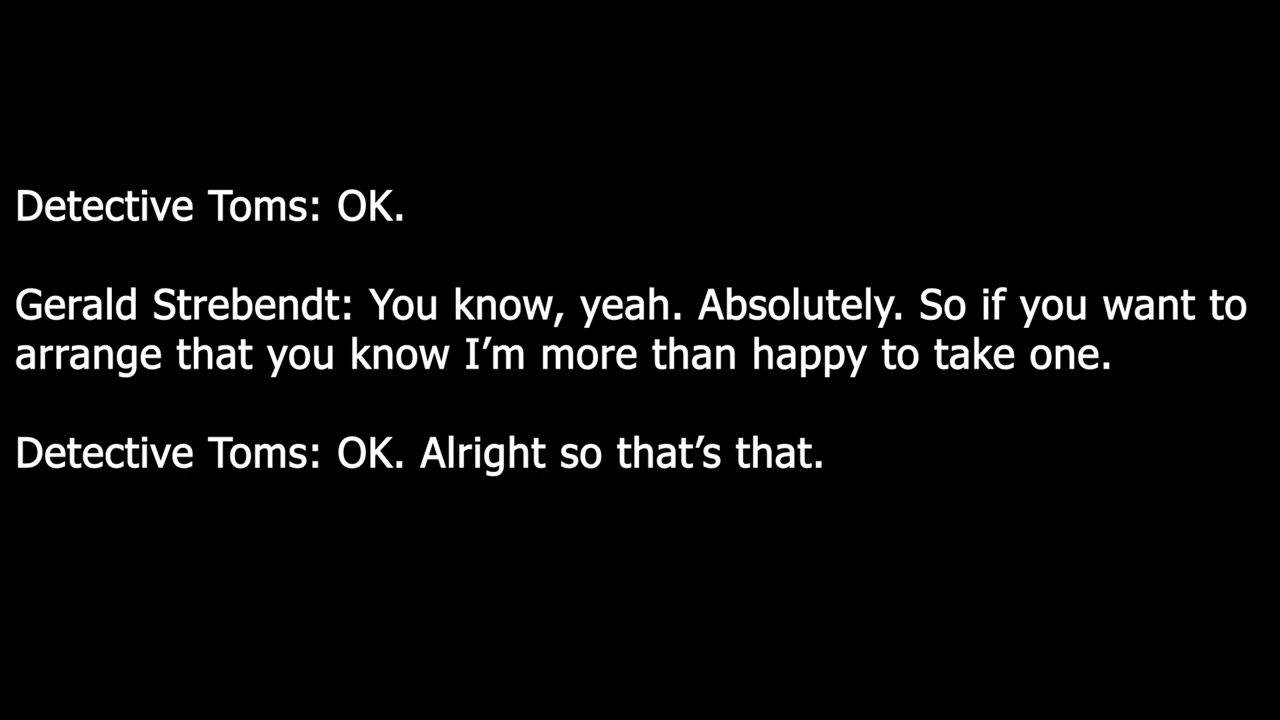 Detective Toms: OK.
Gerald Strebendt: You know, yeah. Absolutely. So if you want to
arrange that you know I’m more than happy to take one.
Detective Toms: OK. Alright so that’s that.